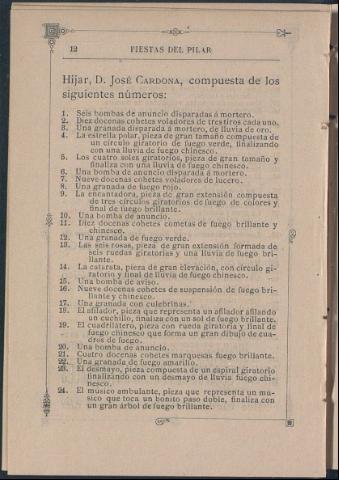 12 FIESTAS DEL PILAR
Hijar, D. JOSÉ CARDONA, compuesta de los
siguientes números:
1. Seis bombas de anuncio disparadas á mortero.
2. Diez docenas cohetes voladores de tres tiros cada uno.
3. Una granada disparada á mortero, de lluvia de oro.
4. La estrella polar, pieza de gran tamaño compuesta de
un círculo giratorio de fuego verde, finalizando
con una lluvia de fuego chinesco.
5. Los cuatro soles giratorios, pieza de gran tamaño y
finaliza con una lluvia de fuego chinesco.
6. Una bomba de anuncio disparada á mortero.
7. Nueve docenas cohetes voladores de lucero.
8. Una granada de fuego rojo.
9. La encantadora, pieza de gran extensión compuesta
de tres círculos giratorios de fuego de colores y
final de fuego brillante.
10. Una bomba de anuncio.
11. Diez docenas cohetes cometas de fuego brillante y
chinesco.
12. Una granada de fuego verde.
13. Las seis rosas, pieza de gran extensión formada de
seis ruedas giratorias y una lluvia de fuego bri-
llante.
14. La catarata, pieza de gran elevación, con círculo gi-
ratorio y final de lluvia de fuego chinesco.
15. Una bomba de aviso.
16. Nueve docenas cohetes de suspensión de fuego bri-
llante y chinesco.
17. Una granada con culebrinas.
18. El afilador, pieza que representa un afilador afilando
un cuchillo, finaliza con un sol de fuego brillante.
19. El cuadrilátero, pieza con rueda giratoria y final de
fuego chinesco que forma un gran dibujo de cua-
dros de fuego.
20. Una bomba de anuncio.
21. Cuatro docenas cohetes marquesas fuego brillante.
22. Una granada de fuego amarillo.
23. El desmayo, pieza compuesta de un espiral giratorio
finalizando con un desmayo de lluvia fuego chi-
nesco.
24. El musico ambulante, pieza que representa un mu-
sico que toca un bonito paso doble, finaliza con
un gran árbol de fuego brillante.